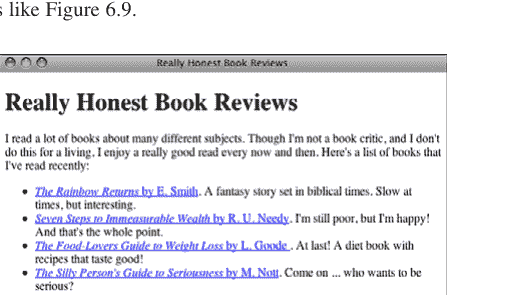 s like Figure 6.9.
Really Honest Book Reviews
Really Honest Book Reviews
I read a lot of books about many different subjects. Though I'm not a book critic, and I don't
do this for a living, I enjoy a really good read every now and then. Here's a list of books that
I've read recently:
• The Rainbow Returns by E. Smith. A fantasy story set in biblical times. Slow at
times, but interesting.
• Seven Steps to Immeasurable Wealth by R. U. Needy. I'm still poor, but I'm happy!
And that's the whole point.
• The Food-Lovers Guide to Weight Loss by L. Goode . At last! A diet book with
recipes that taste good!
• The Silly Person's Guide to Seriousness by M. Nott. Come on ... who wants to be
serious?